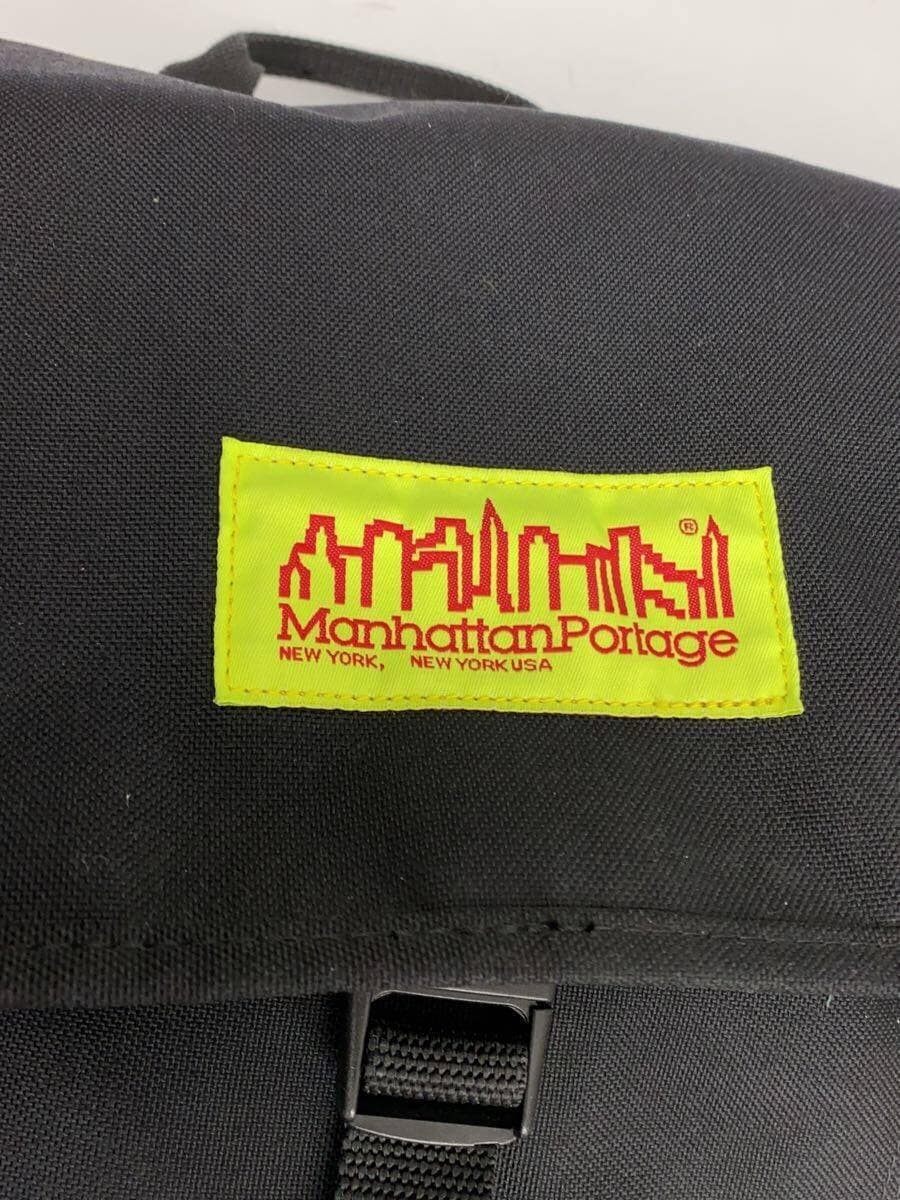 ®
ManhattanPortage
NEW YORK, NEW YORK USA